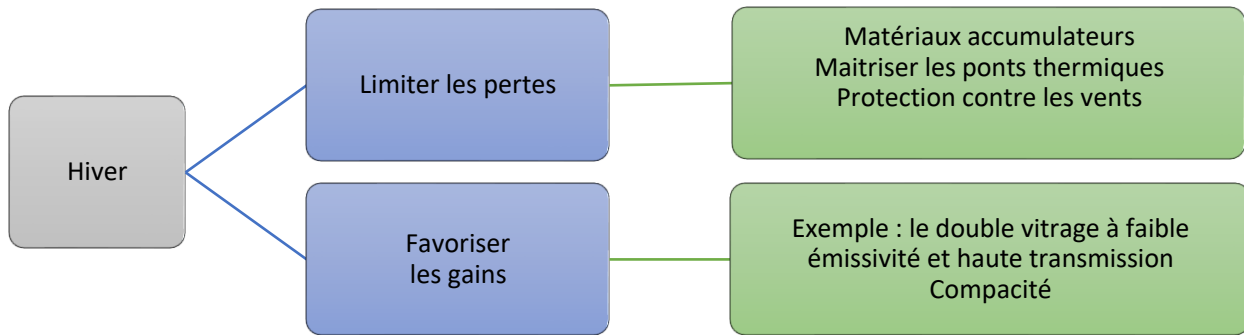 Hiver
Limiter les pertes
Matériaux accumulateurs
Maitriser les ponts thermiques
Protection contre les vents
Favoriser
les gains
Exemple : le double vitrage à faible
émissivité et haute transmission
Compacité